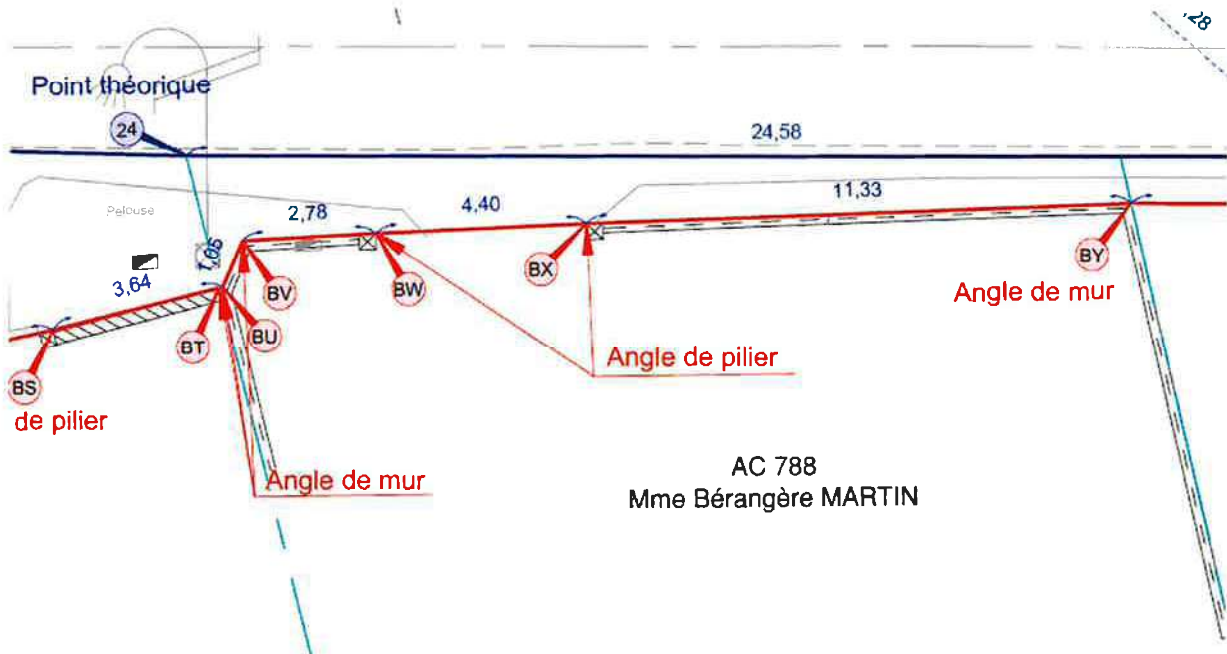 ,28
Point théorique
24
24,58
Pelouse
2,78
4,40
11,33
1,05
3,64
BV
BW
BX
BY
BT
BU
BS
Angle de mur
Angle de pilier
de pilier
Angle de mur
AC 788
Mme Bérangère MARTIN